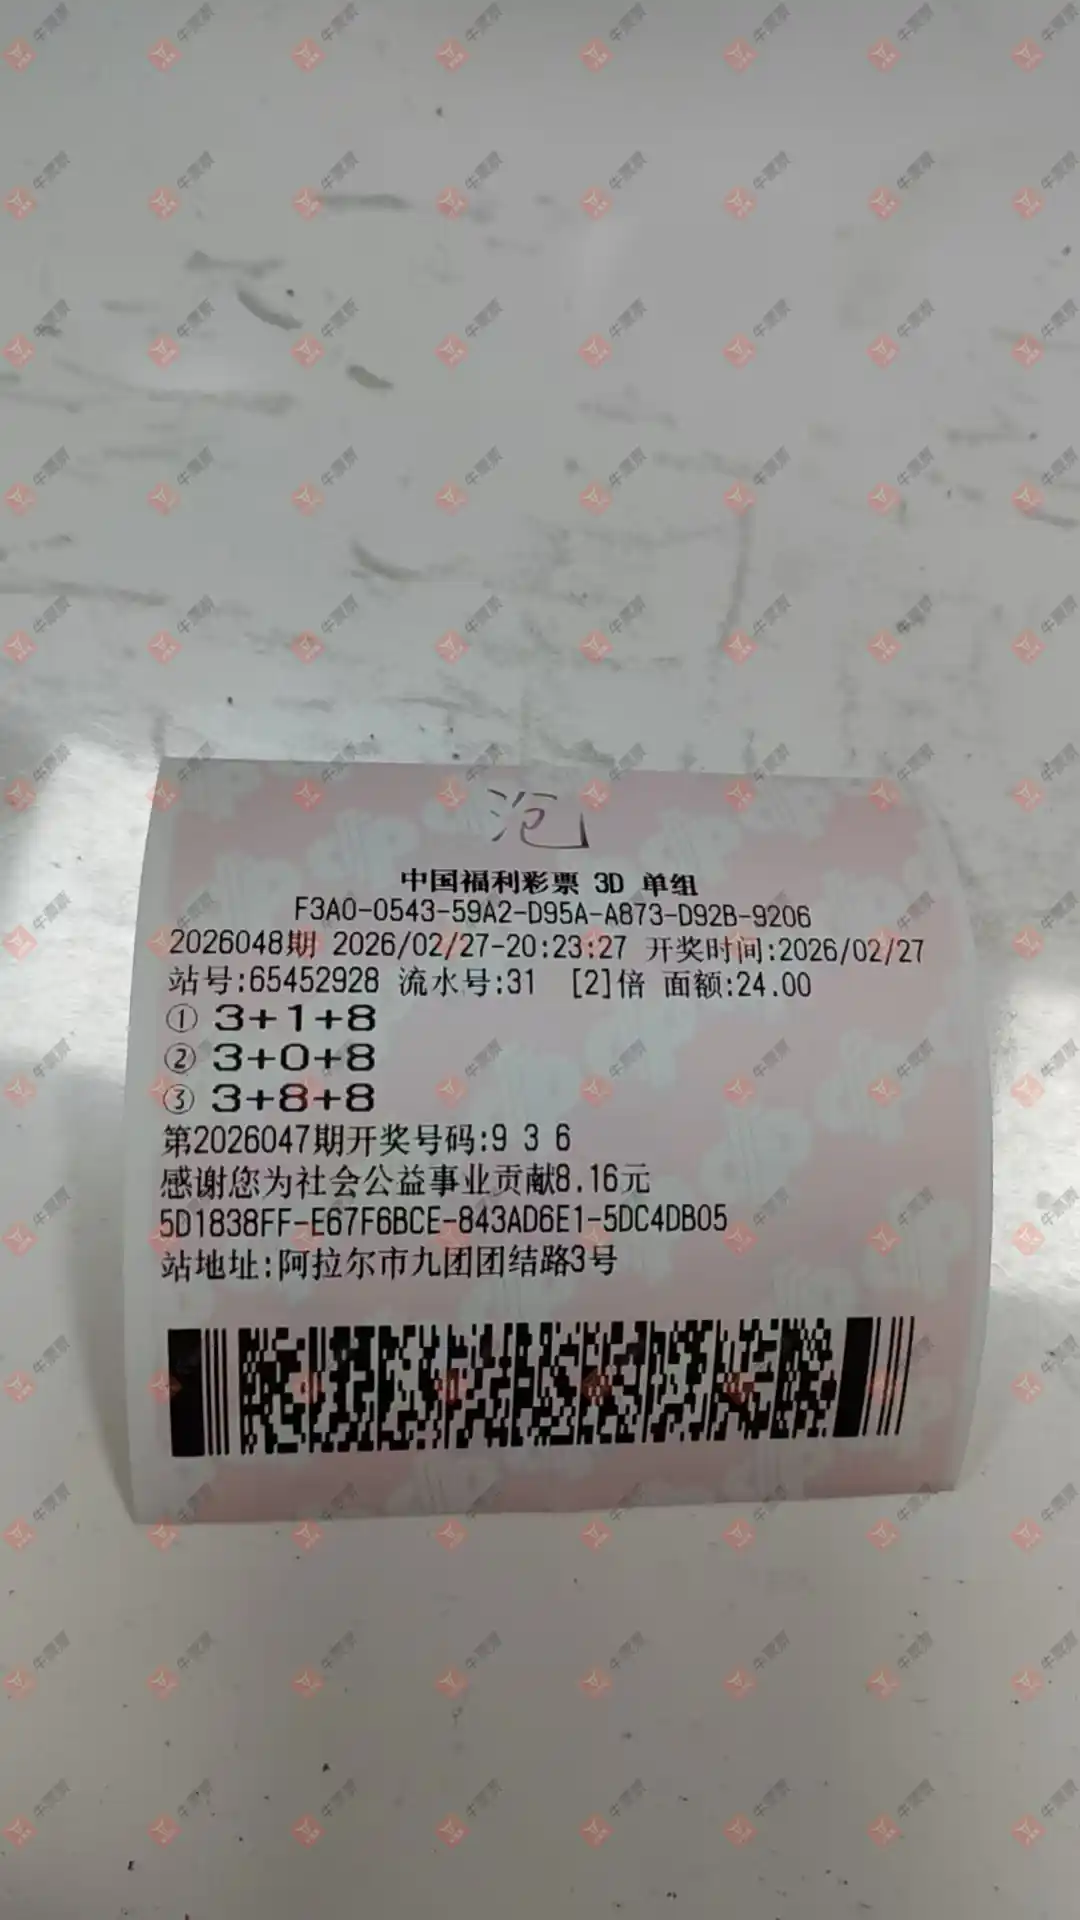 泡
中国福利彩票 3D 单组
F3A0-0543-59A2-D95A-A873-D92B-9206
2026048期 2026/02/27-20:23:27 开奖时间:2026/02/27
站号:65452928 流水号:31 [2]倍 面额:24.00
① 3+1+8
② 3+0+8
③ 3+8+8
第2026047期开奖号码:9 3 6
感谢您为社会公益事业贡献8.16元
5D1838FF-E67F6BCE-843AD6E1-5DC4DB05
站地址:阿拉尔市九团团结路3号